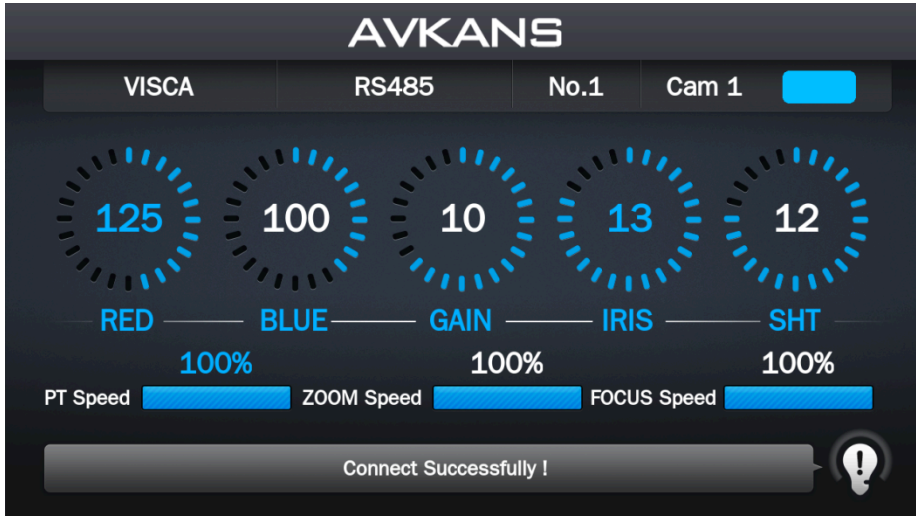 AVKANS
VISCA RS485 No.1 Cam 1
125 100 10 13 12
RED BLUE GAIN IRIS SHT
100% 100% 100%
PT Speed ZOOM Speed FOCUS Speed
Connect Successfully !